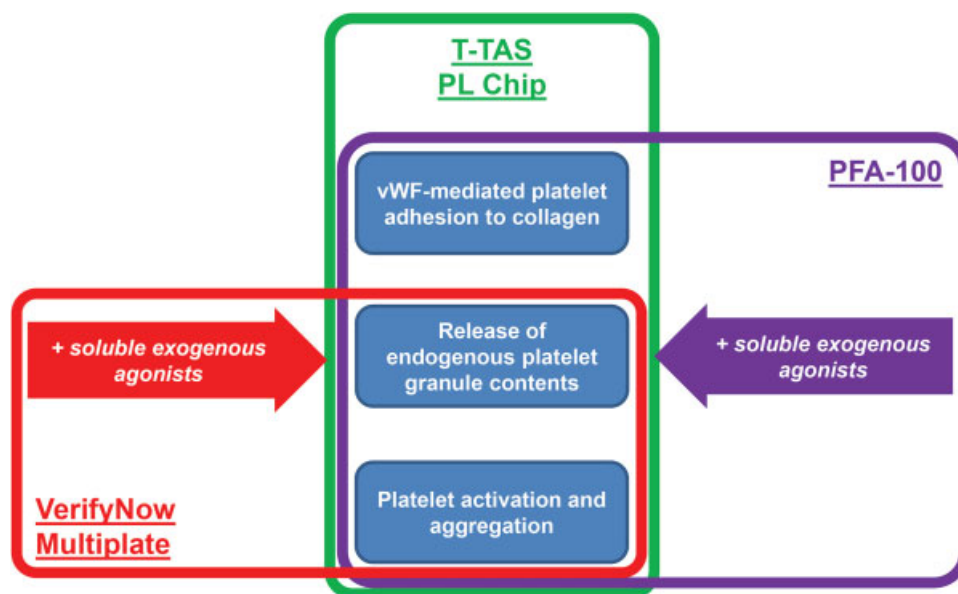 T-TAS
PL Chip
PFA-100
vWF-mediated platelet
adhesion to collagen
+ soluble exogenous
agonists
Release of
endogenous platelet
granule contents
+ soluble exogenous
agonists
Platelet activation and
aggregation
VerifyNow
Multiplate